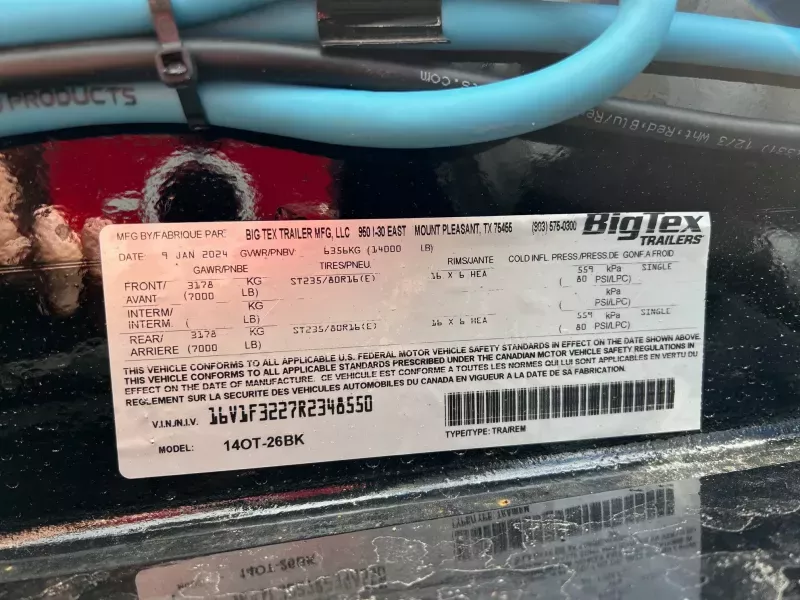 PRODUCTS
s.com
(2/3 Wht,Red,Blu/Re
MFG BY/FABRIQUE PAR: BIG TEX TRAILER MFG, LLC 950 I-30 EAST MOUNT PLEASANT, TX 75455 (903) 575-0300 BigTex TRAILERS
DATE: 9 JAN 2024 GVWR/PNBV 6356KG (14000 LB)
GAWR/PNBE TIRES/PNEU. RIMS/JANTE COLD INFL PRESS/PRESS.DE GONF.A FROID
FRONT/ 3178 KG ST235/80R16(E) 16 X 6 HEA 559 kPa SINGLE
AVANT (7000 LB) ( 80 PSI/LPC)
INTERM/ KG kPa
INTERM. ( LB) ( PSI/LPC)
REAR/ 3178 KG ST235/80R16(E) 16 X 6 HEA 559 kPa SINGLE
ARRIERE (7000 LB) ( 80 PSI/LPC)
THIS VEHICLE CONFORMS TO ALL APPLICABLE U.S. FEDERAL MOTOR VEHICLE SAFETY STANDARDS IN EFFECT
THIS VEHICLE CONFORMS TO ALL APPLICABLE STANDARDS PRESCRIBED UNDER THE CANADIAN MOTOR VEHICLE SAFETY REGULATIONS IN
EFFECT ON THE DATE OF MANUFACTURE. CE VEHICULE EST CONFORME A TOUTES LES NORMES QUI LUI SONT APPLICABLES EN VERTU DU
REGLEMENT SUR LA SECURITE DES VEHICULES AUTOMOBILES DU CANADA EN VIGUEUR A LA DATE DE SA FABRICATION.
V.I.N./N.I.V. 16V1F3227R2348550
TYPE/TYPE: TRA/REM
MODEL: 14OT-26BK